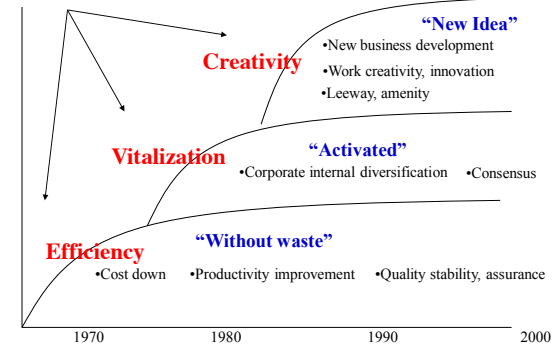 “New Idea”
•New business development
Creativity
•Work creativity, innovation
•Leeway, amenity
“Activated”
Vitalization
•Corporate internal diversification •Consensus
“Without waste”
Efficiency
•Cost down •Productivity improvement •Quality stability, assurance
1970 1980 1990 2000